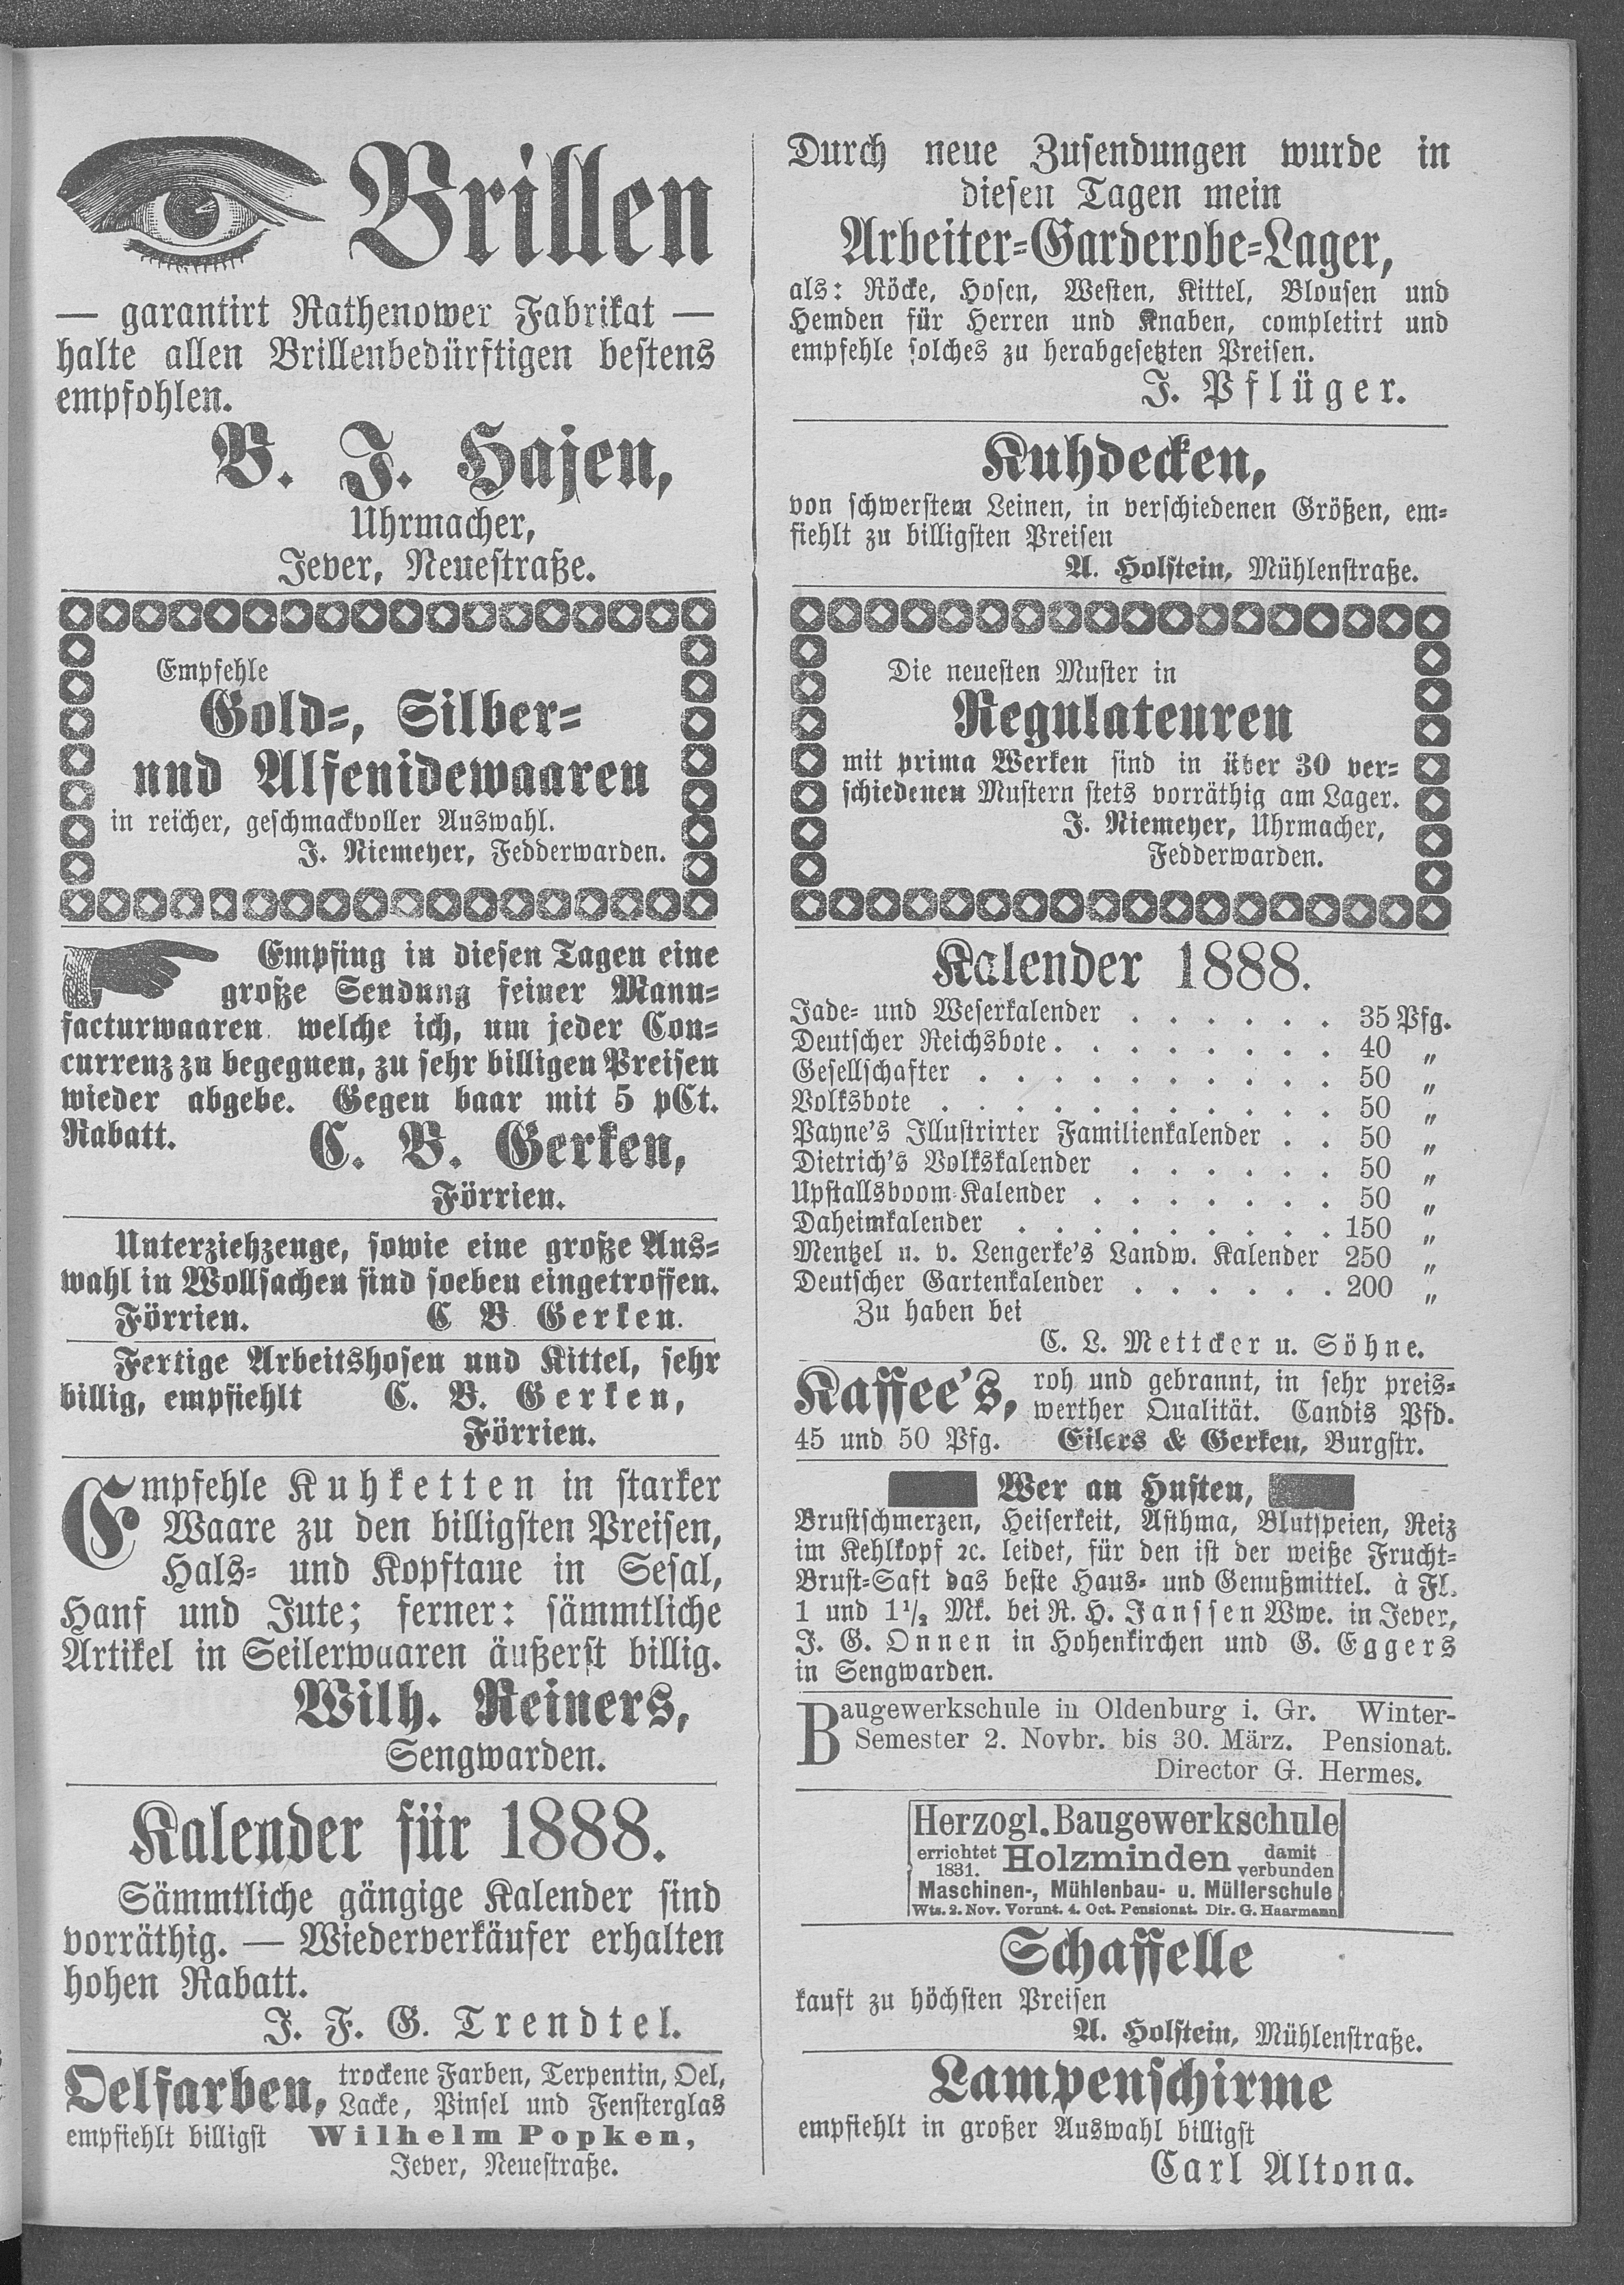 Brillen
— garantirt Rathenower Fabrikat —
halte allen Brillenbedürftigen bestens
empfohlen.
B. J. Hajen,
Uhrmacher,
Jever, Neuestraße.
Empfehle
Gold-, Silber-
und Alfenidewaaren
in reicher, geschmackvoller Auswahl.
J. Niemeyer, Fedderwarden.
Empfing in diesen Tagen eine
große Sendung feiner Manu-
facturwaaren welche ich, um jeder Con-
currenz zu begegnen, zu sehr billigen Preisen
wieder abgebe. Gegen baar mit 5 pCt.
Rabatt. C. B. Gerken,
Förrien.
Unterziehzeuge, sowie eine große Aus-
wahl in Wollsachen sind soeben eingetroffen.
Förrien. C B Gerken.
Fertige Arbeitshosen und Kittel, sehr
billig, empfiehlt C. B. Gerken,
Förrien.
Empfehle Kuhketten in starker
Waare zu den billigsten Preisen,
Hals- und Kopftaue in Sesal,
Hanf und Jute; ferner: sämmtliche
Artikel in Seilerwaaren äußerst billig.
Wilh. Reiners,
Sengwarden.
Kalender für 1888.
Sämmtliche gängige Kalender sind
vorräthig. — Wiederverkäufer erhalten
hohen Rabatt.
J. F. G. Trendtel.
Oelfarben, trockene Farben, Terpentin, Oel,
Lacke, Pinsel und Fensterglas
empfiehlt billigst Wilhelm Popken,
Jever, Neuestraße.
Durch neue Zusendungen wurde in
diesen Tagen mein
Arbeiter-Garderobe-Lager,
als: Röcke, Hosen, Westen, Kittel, Blousen und
Hemden für Herren und Knaben, completirt und
empfehle solches zu herabgesetzten Preisen.
J. Pflüger.
Kuhdecken,
von schwerstem Leinen, in verschiedenen Größen, em-
fiehlt zu billigsten Preisen
A. Holstein, Mühlenstraße.
Die neuesten Muster in
Regulateuren
mit prima Werken sind in über 30 ver-
schiedenen Mustern stets vorräthig am Lager.
J. Niemeyer, Uhrmacher,
Fedderwarden.
Kalender 1888.
Jade- und Weserkalender . . . . . . 35 Pfg.
Deutscher Reichsbote . . . . . . . . 40 „
Gesellschafter . . . . . . . . . . 50 „
Volksbote . . . . . . . . . . . 50 „
Payne's Illustrirter Familienkalender . . 50 „
Dietrich's Volkskalender . . . . . . 50 „
Upstallsboom-Kalender . . . . . . . 50 „
Daheimkalender . . . . . . . . . 150 „
Mentzel u. v. Lengerke's Landw. Kalender 250 „
Deutscher Gartenkalender . . . . . . 200 „
Zu haben bei
C. L. Mettcker u. Söhne.
Kaffee's, roh und gebrannt, in sehr preis-
werther Qualität. Candis Pfd.
45 und 50 Pfg. Eilers & Gerken, Burgstr.
Wer an Husten,
Brustschmerzen, Heiserkeit, Asthma, Blutspeien, Reiz
im Kehlkopf ꝛc. leidet, für den ist der weiße Frucht-
Brust-Saft das beste Haus- und Genußmittel. à Fl.
1 und 1½ Mk. bei R. H. Janssen Wwe. in Jever,
J. G. Onnen in Hohenkirchen und G. Eggers
in Sengwarden.
Baugewerkschule in Oldenburg i. Gr. Winter-
Semester 2. Novbr. bis 30. März. Pensionat.
Director G. Hermes.
Herzogl. Baugewerkschule
errichtet 1831. Holzminden damit verbunden
Maschinen-, Mühlenbau- u. Müllerschule
Wts. 2. Nov. Vorunt. 4. Oct. Pensionat. Dir. G. Haarmann
Schaffelle
kauft zu höchsten Preisen
A. Holstein, Mühlenstraße.
Lampenschirme
empfiehlt in großer Auswahl billigst
Carl Altona.